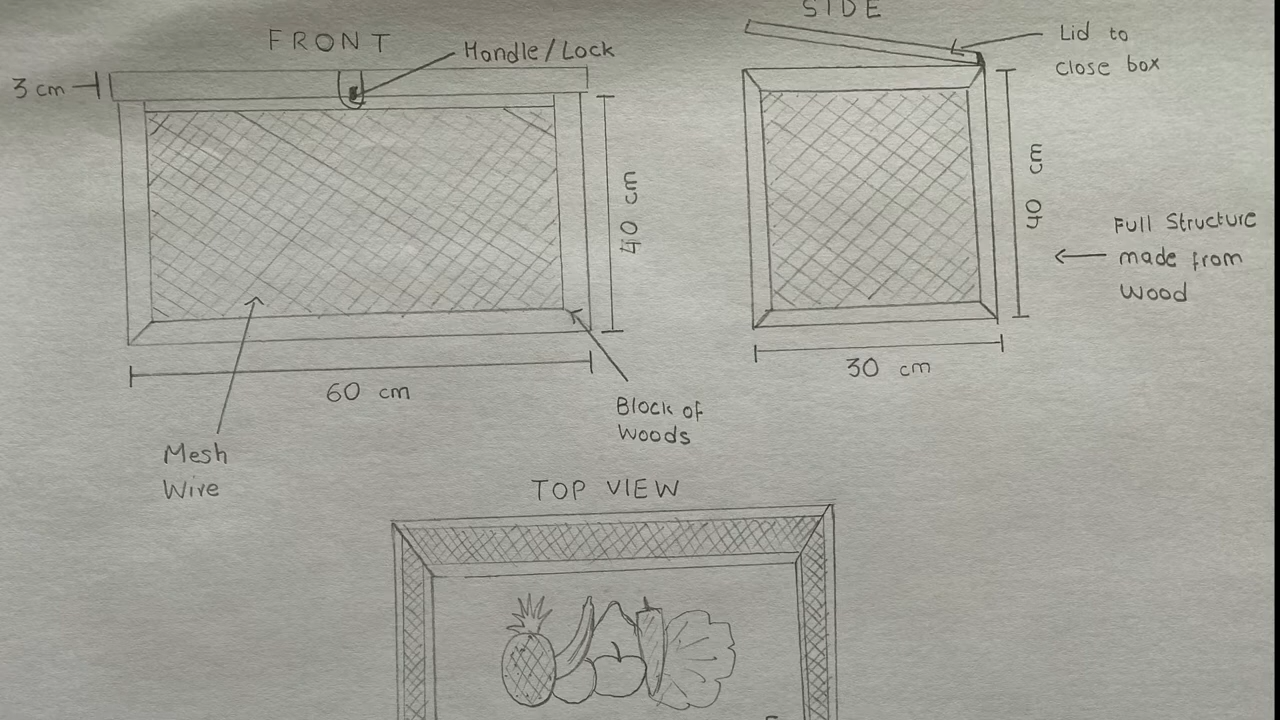 FRONT
Handle/Lock
3 cm
40 cm
60 cm
Mesh
Wire
Block of
Woods
SIDE
Lid to
close box
40 cm
30 cm
Full Structure
made from
Wood
TOP VIEW